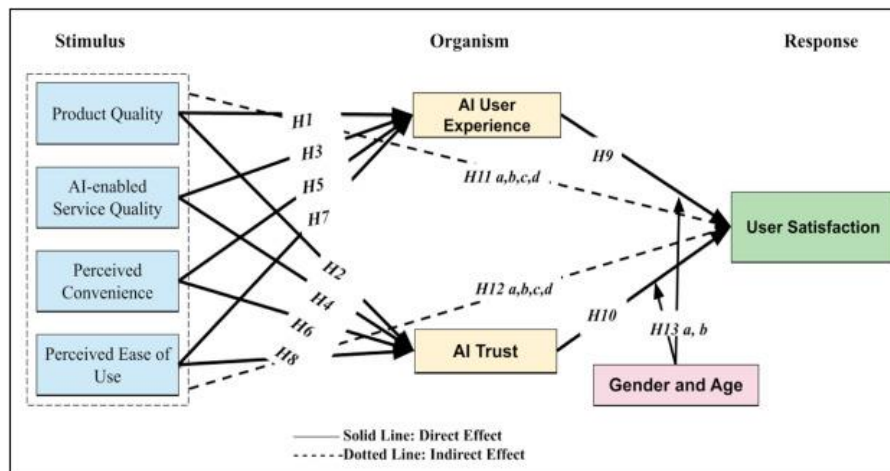 Stimulus
Organism
Response
Product Quality
AI-enabled
Service Quality
Perceived
Convenience
Perceived Ease of
Use
H1
H3
H5
H7
H2
H4
H6
H8
AI User
Experience
AI Trust
H11 a,b,c,d
H12 a,b,c,d
H9
H10
H13 a, b
User Satisfaction
Gender and Age
Solid Line: Direct Effect
Dotted Line: Indirect Effect